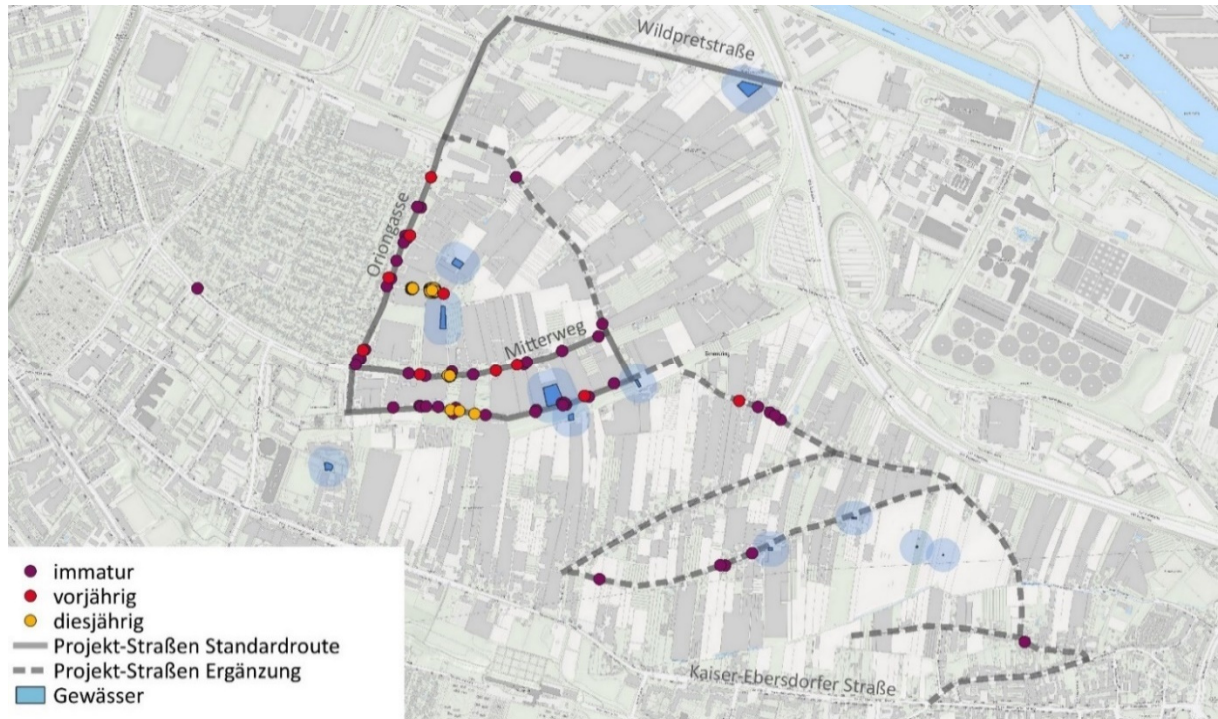 Wildpretstraße
Oriongasse
Mitterweg
Kaiser-Ebersdorfer Straße
immatur
vorjährig
diesjährig
Projekt-Straßen Standardroute
Projekt-Straßen Ergänzung
Gewässer